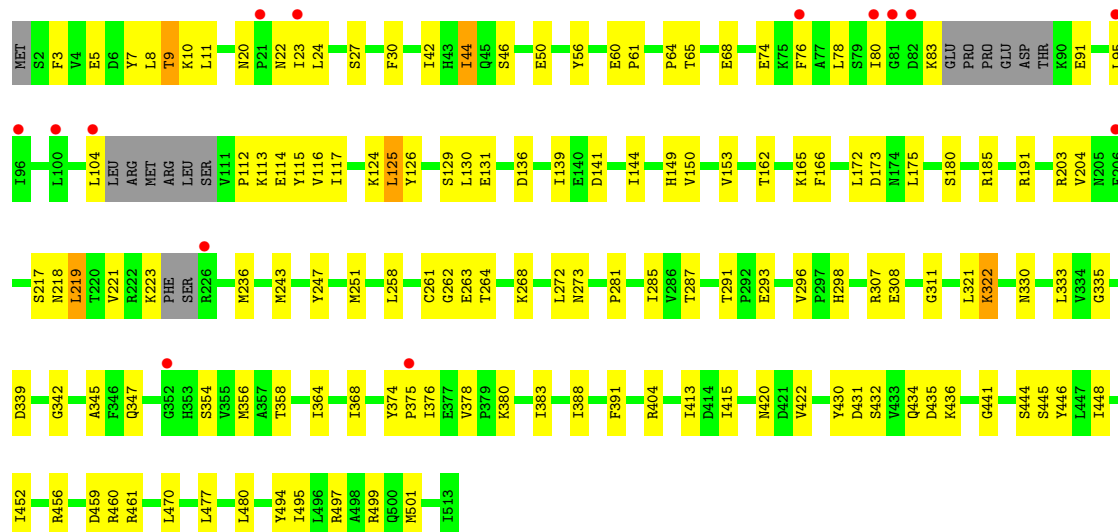 MET S2 F3 V4 E5 D6 Y7 L8 T9 K10 L11 N20 P21 N22 I23 L24 S27 F30 I42 H43 I44 Q45 S46 E50 Y56 E60 P61 P64 T65 E68 E74 K75 F76 A77 L78 S79 I80 G81 D82 K83 GLU PRO PRO GLU ASP THR K90 E91 L95
I96 L100 L104 LEU ARG MET ARG LEU SER V111 P112 K113 E114 Y115 V116 I117 K124 L125 Y126 S129 L130 E131 D136 I139 E140 D141 I144 H149 V150 V153 T162 K165 F166 L172 D173 N174 L175 S180 R185 R191 R203 V204 N205 E206
S217 N218 L219 T220 V221 R222 K223 PHE SER R226 M236 M243 Y247 M251 L258 C261 G262 E263 T264 K268 L272 N273 P281 I285 V286 T287 T291 P292 E293 V296 P297 H298 R307 E308 G311 L321 K322 N330 L333 V334 G335
D339 G342 A345 F346 Q347 G352 H353 S354 V355 M356 A357 T358 I364 I368 Y374 P375 I376 E377 V378 P379 K380 I383 I388 F391 R404 I413 D414 I415 N420 D421 V422 Y430 D431 S432 V433 Q434 D435 K436 G441 S444 S445 Y446 L447 I448
I452 R456 D459 R460 R461 L470 L477 L480 Y494 I495 L496 R497 A498 R499 Q500 M501 I513